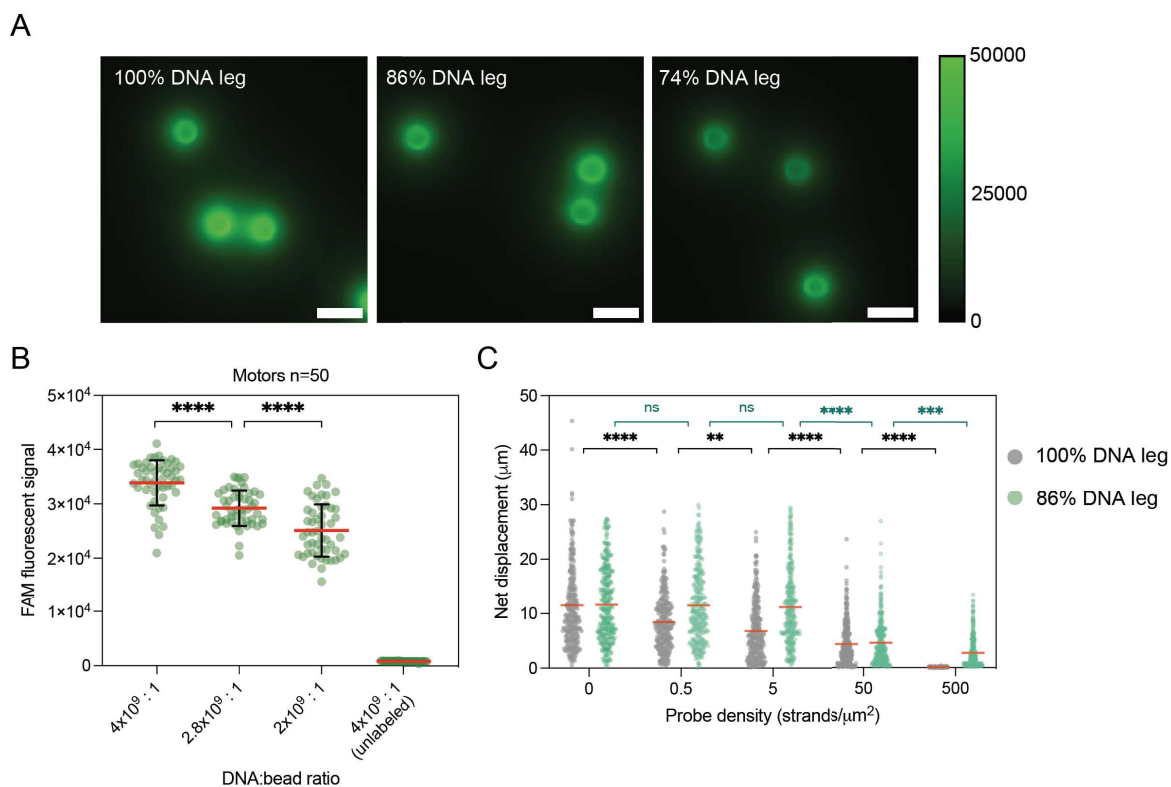 A
100% DNA leg
86% DNA leg
74% DNA leg
50000
25000
0
B
Motors n=50
5×10⁴
4×10⁴
3×10⁴
2×10⁴
1×10⁴
0
FAM fluorescent signal
****
****
4x10⁹ : 1
2.8x10⁹ : 1
2x10⁹ : 1
4x10⁹ : 1
(unlabeled)
DNA:bead ratio
C
50
40
30
20
10
0
Net displacement (μm)
ns
ns
****
***
****
**
****
****
0
0.5
5
50
500
Probe density (strands/μm²)
100% DNA leg
86% DNA leg